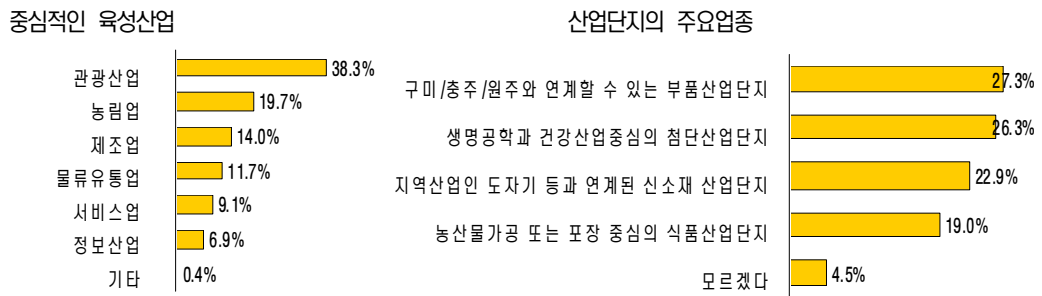 중심적인 육성산업
관광산업 38.3%
농림업 19.7%
제조업 14.0%
물류유통업 11.7%
서비스업 9.1%
정보산업 6.9%
기타 0.4%
산업단지의 주요업종
구미/충주/원주와 연계할 수 있는 부품산업단지 27.3%
생명공학과 건강산업중심의 첨단산업단지 26.3%
지역산업인 도자기 등과 연계된 신소재 산업단지 22.9%
농산물가공 또는 포장 중심의 식품산업단지 19.0%
모르겠다 4.5%